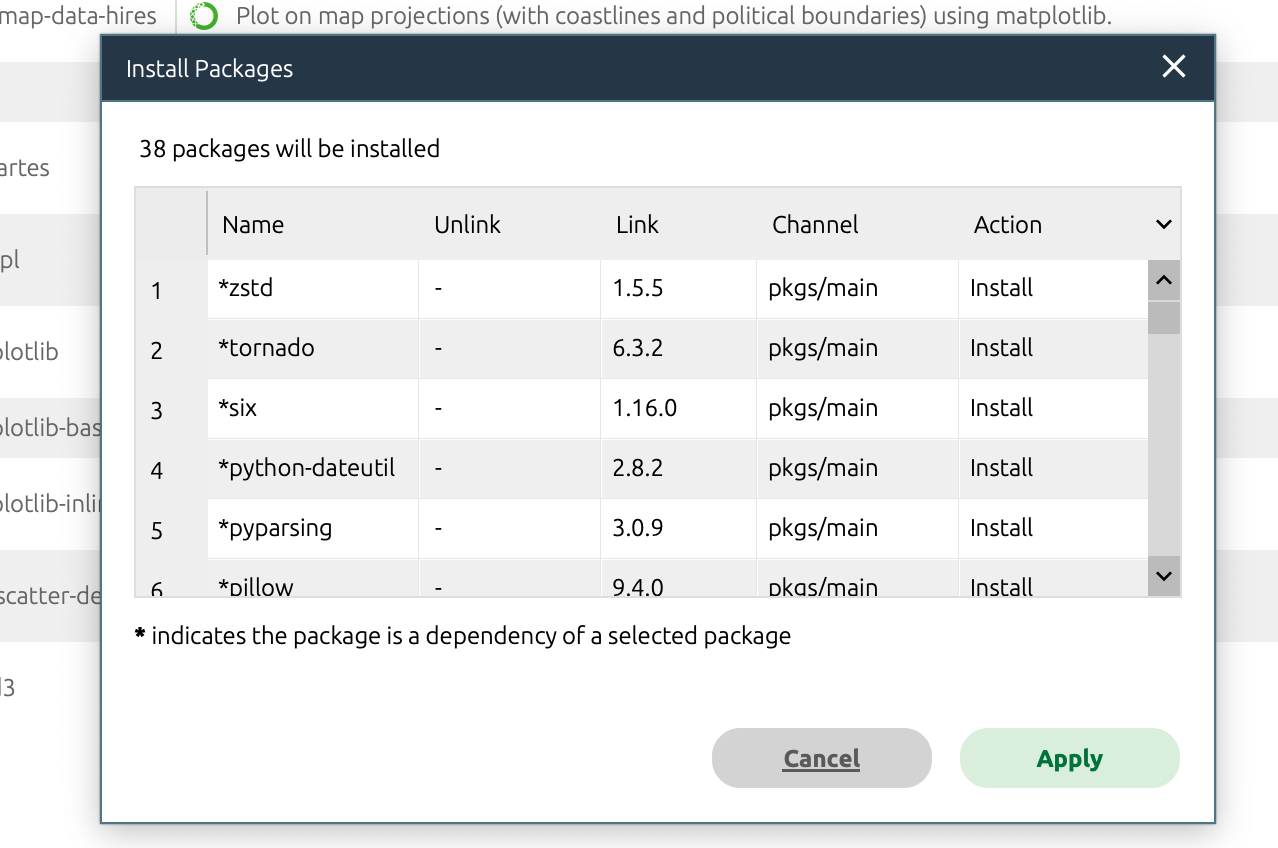 map-data-hires Plot on map projections (with coastlines and political boundaries) using matplotlib.
Install Packages
38 packages will be installed
Name Unlink Link Channel Action
1 *zstd - 1.5.5 pkgs/main Install
2 *tornado - 6.3.2 pkgs/main Install
3 *six - 1.16.0 pkgs/main Install
4 *python-dateutil - 2.8.2 pkgs/main Install
5 *pyparsing - 3.0.9 pkgs/main Install
6 *pillow - 9.4.0 pkgs/main Install
* indicates the package is a dependency of a selected package
Cancel Apply
artes
pl
lotlib
lotlib-bas
lotlib-inli
scatter-de
l3